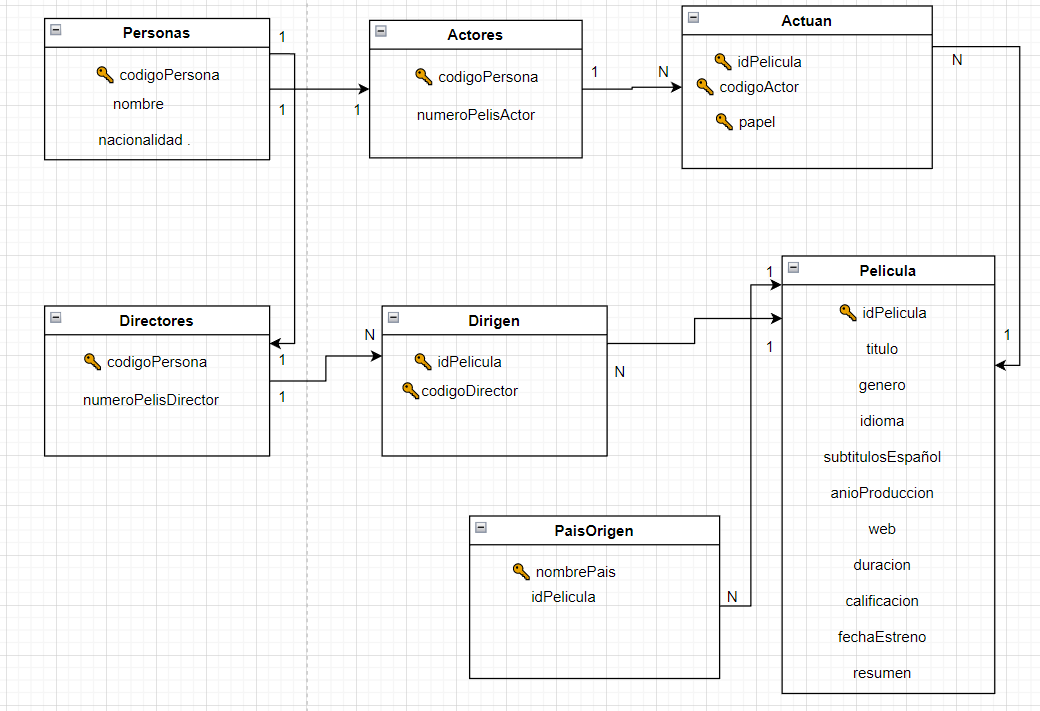 Personas
codigoPersona
nombre
nacionalidad .
1
1
1
Actores
codigoPersona
numeroPelisActor
1
N
Actuan
idPelicula
codigoActor
papel
N
Directores
codigoPersona
numeroPelisDirector
1
1
N
Dirigen
idPelicula
codigoDirector
N
1
1
1
Pelicula
idPelicula
titulo
genero
idioma
subtitulosEspañol
anioProduccion
web
duracion
calificacion
fechaEstreno
resumen
PaisOrigen
nombrePais
idPelicula
N